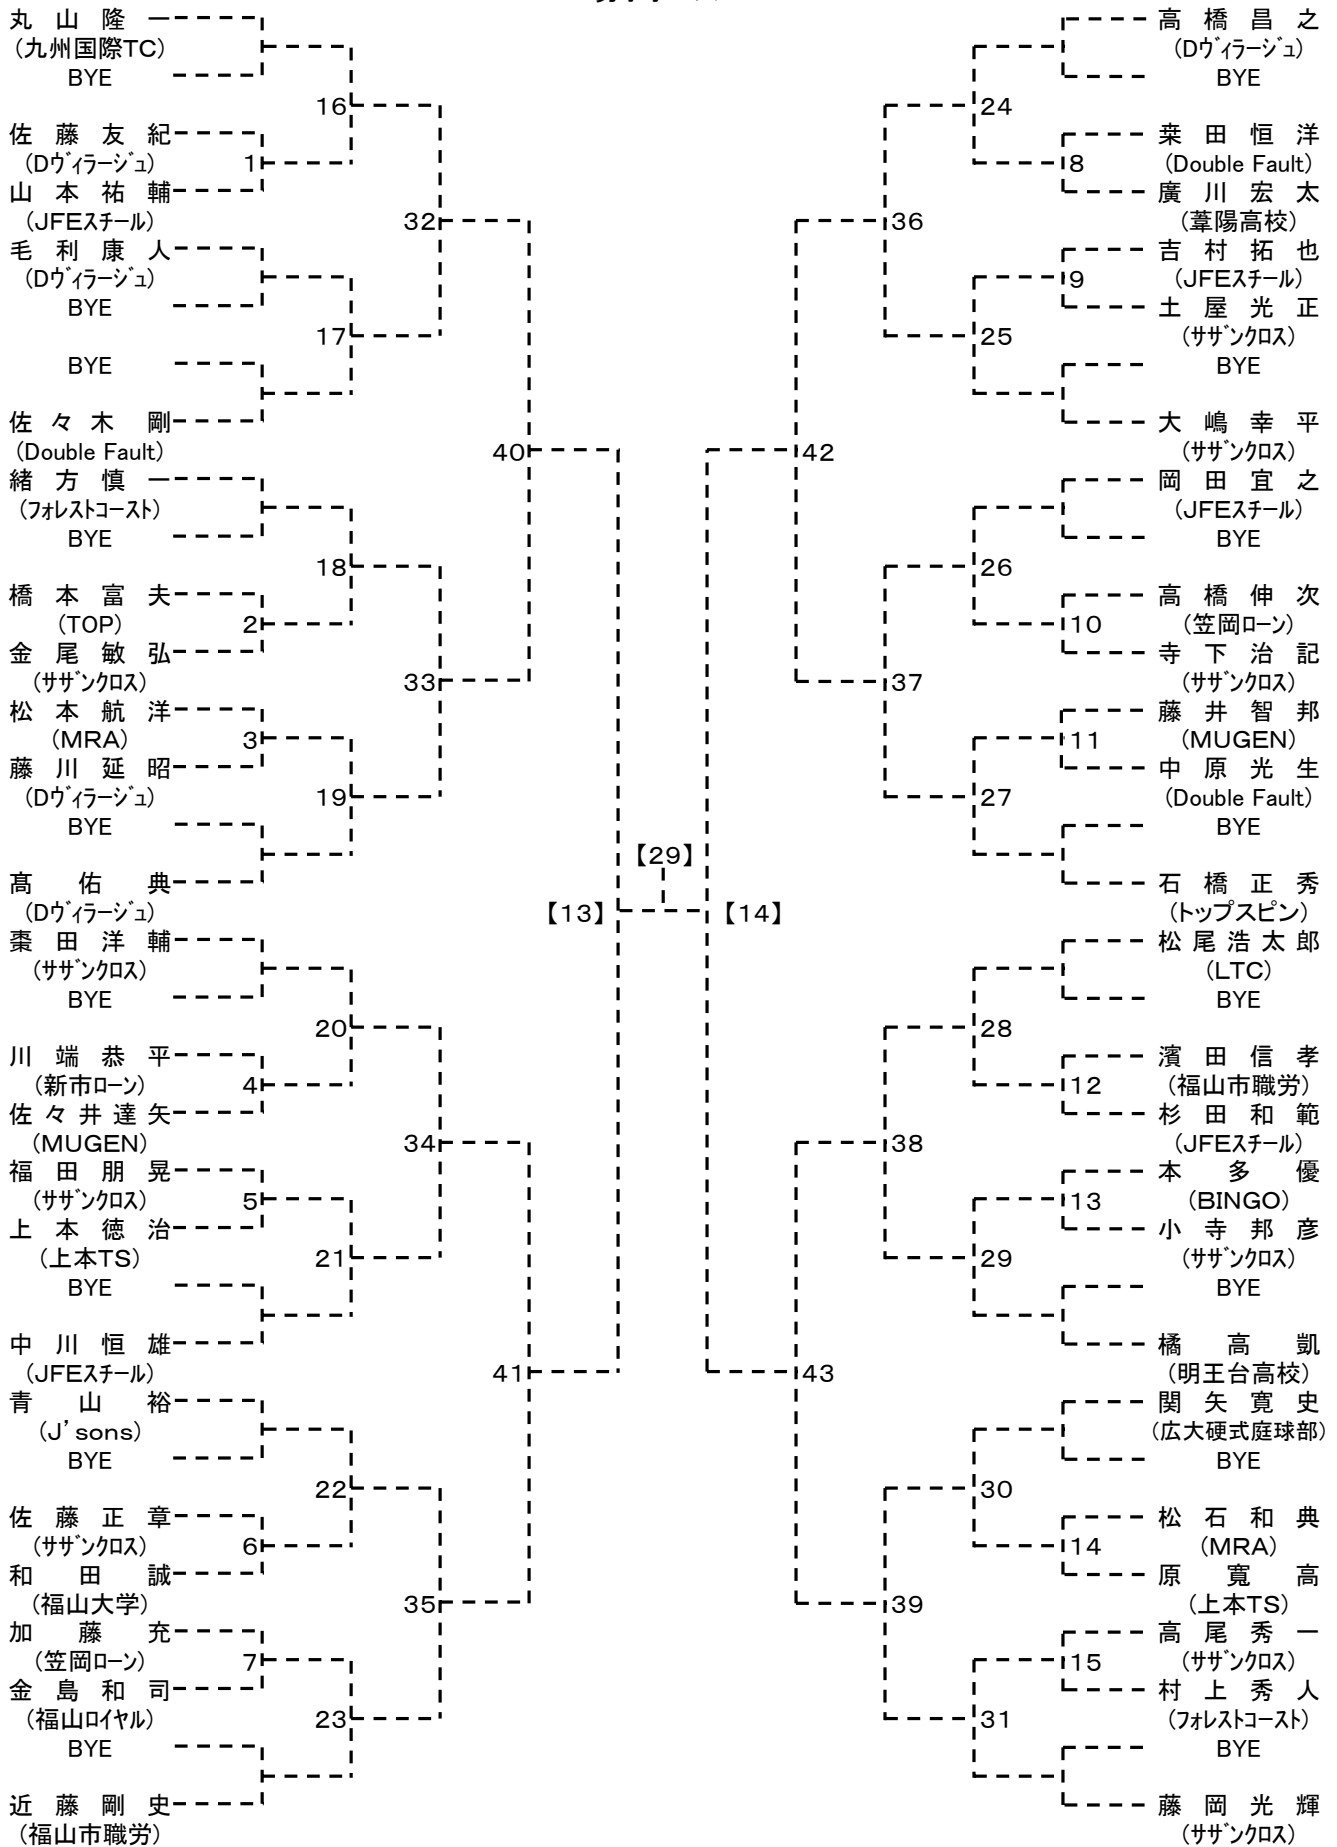 丸山隆一
(九州国際TC)
BYE
16
佐藤友紀
(Dヴィラージュ)
1
山本祐輔
(JFEスチール)
32
毛利康人
(Dヴィラージュ)
BYE
17
BYE
佐々木剛
(Double Fault)
40
緒方慎一
(フォレストコースト)
BYE
18
橋本富夫
(TOP)
2
金尾敏弘
(サザンクロス)
33
松本航洋
(MRA)
3
藤川延昭
(Dヴィラージュ)
19
BYE
髙佑典
(Dヴィラージュ)
【13】
棗田洋輔
(サザンクロス)
BYE
20
川端恭平
(新市ローン)
4
佐々井達矢
(MUGEN)
34
福田朋晃
(サザンクロス)
5
上本徳治
(上本TS)
21
BYE
中川恒雄
(JFEスチール)
41
青山裕
(J'sons)
BYE
22
佐藤正章
(サザンクロス)
6
和田誠
(福山大学)
35
加藤充
(笠岡ローン)
7
金島和司
(福山ロイヤル)
23
BYE
近藤剛史
(福山市職労)
【29】
高橋昌之
(Dヴィラージュ)
BYE
24
桒田恒洋
8
(Double Fault)
廣川宏太
(葦陽高校)
36
吉村拓也
9
(JFEスチール)
土屋光正
(サザンクロス)
25
BYE
大嶋幸平
(サザンクロス)
42
岡田宜之
(JFEスチール)
BYE
26
高橋伸次
10
(笠岡ローン)
寺下治記
(サザンクロス)
37
藤井智邦
11
(MUGEN)
中原光生
(Double Fault)
27
BYE
石橋正秀
(トップスピン)
【14】
松尾浩太郎
(LTC)
BYE
28
濱田信孝
12
(福山市職労)
杉田和範
(JFEスチール)
38
本多優
13
(BINGO)
小寺邦彦
(サザンクロス)
29
BYE
橘高凱
(明王台高校)
43
関矢寛史
(広大硬式庭球部)
BYE
30
松石和典
14
(MRA)
原寛高
(上本TS)
39
高尾秀一
15
(サザンクロス)
村上秀人
(フォレストコースト)
31
BYE
藤岡光輝
(サザンクロス)